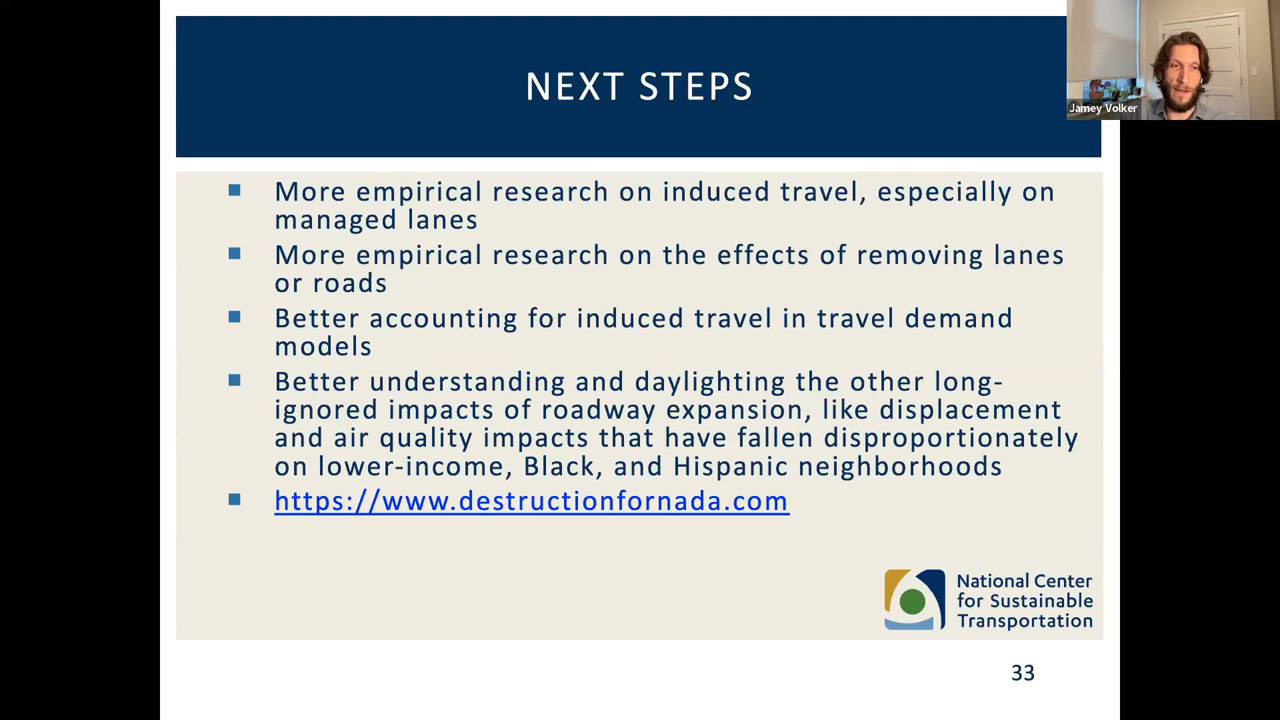 NEXT STEPS
Jamey Volker
More empirical research on induced travel, especially on
managed lanes
More empirical research on the effects of removing lanes
or roads
Better accounting for induced travel in travel demand
models
Better understanding and daylighting the other long-
ignored impacts of roadway expansion, like displacement
and air quality impacts that have fallen disproportionately
on lower-income, Black, and Hispanic neighborhoods
https://www.destructionfornada.com
National Center
for Sustainable
Transportation
33